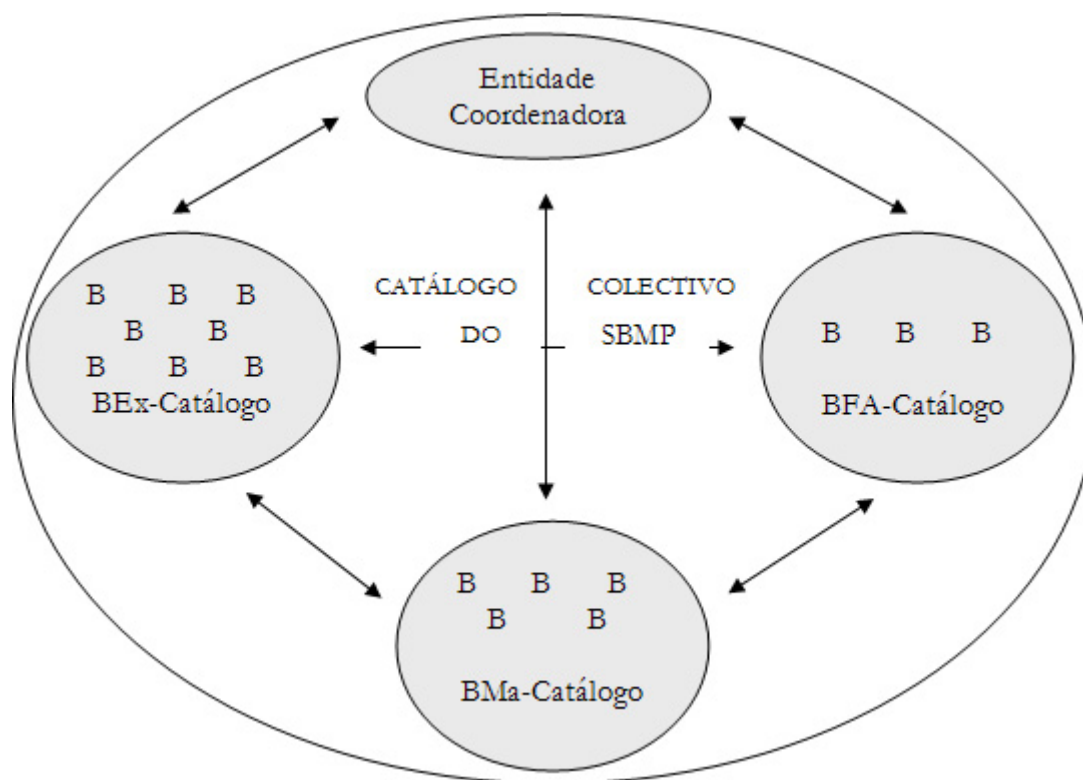 Entidade
Coordenadora
CATÁLOGO COLECTIVO
DO SBMP
B B B
B B
B B B
BEx-Catálogo
B B B
BFA-Catálogo
B B B
B B
BMa-Catálogo